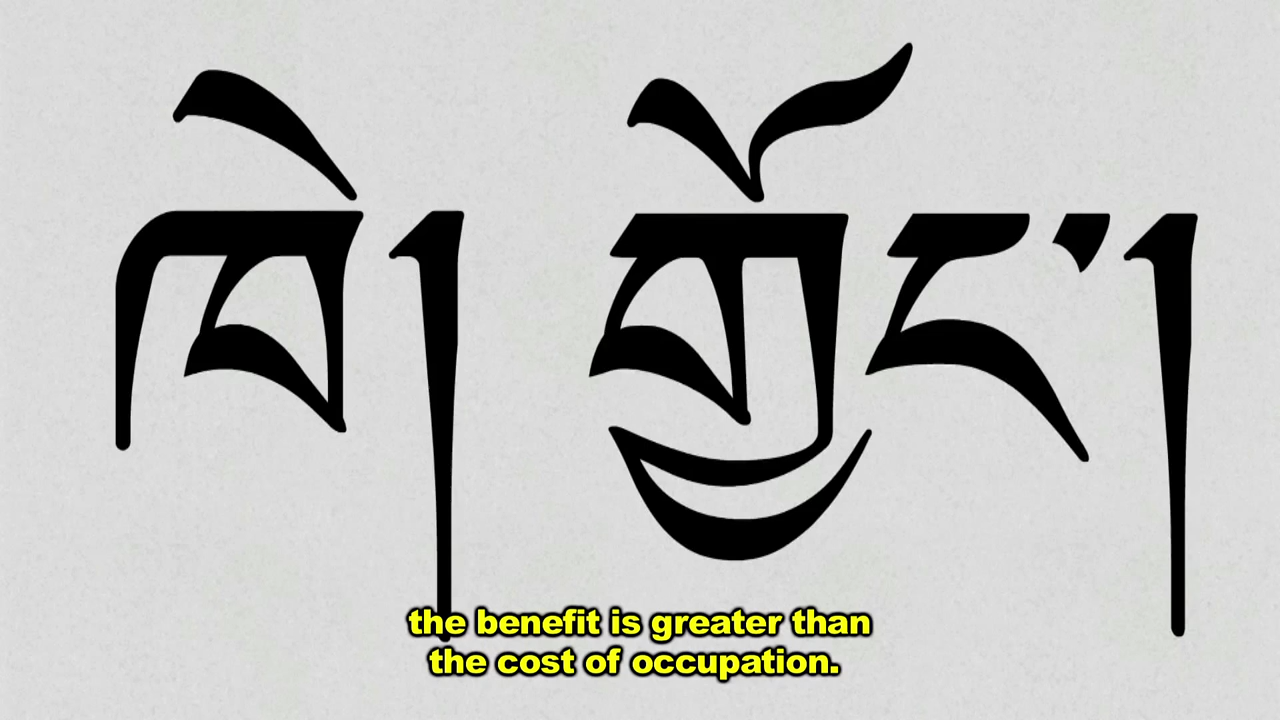 ཁེ། གྱོང་།
the benefit is greater than
the cost of occupation.